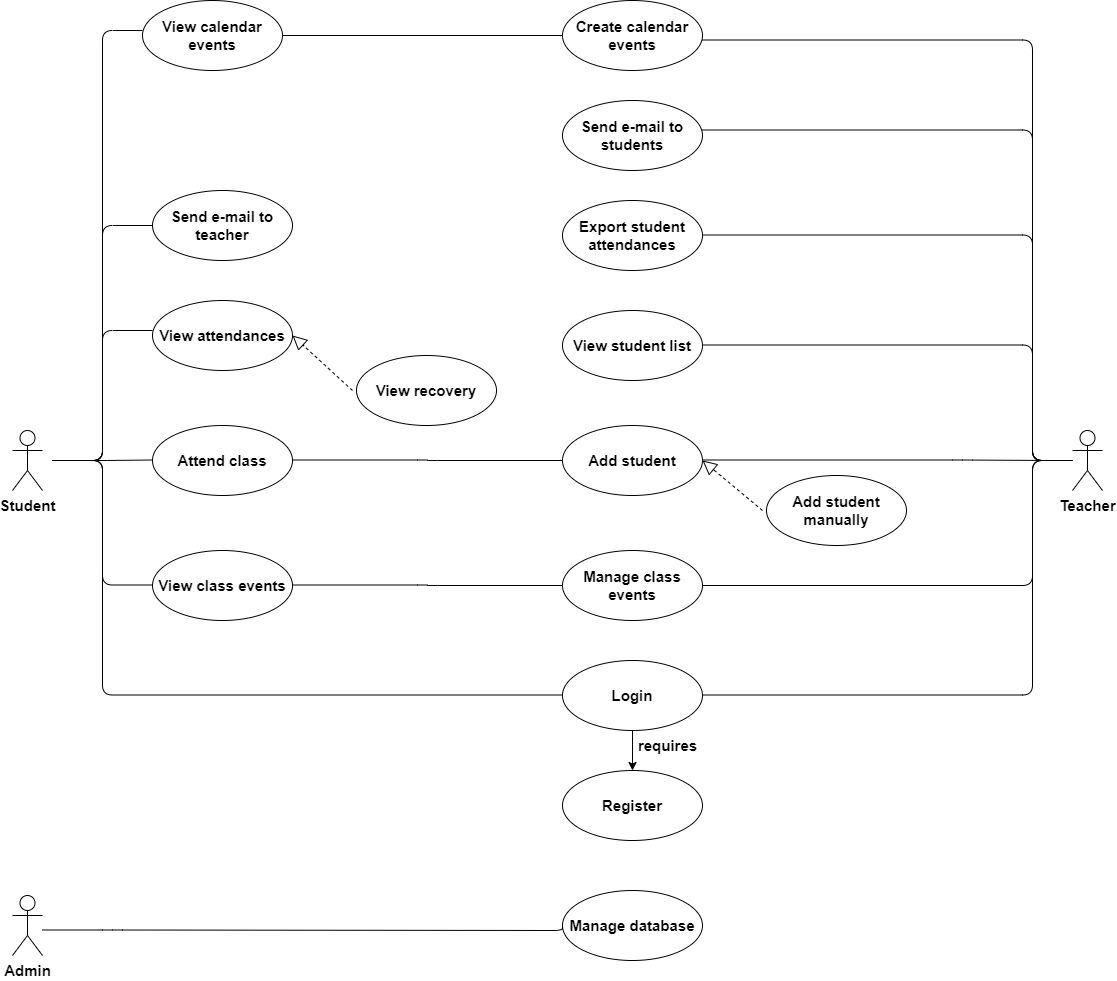 View calendar
events
Create calendar
events
Send e-mail to
students
Send e-mail to
teacher
Export student
attendances
View attendances
View student list
View recovery
Student
Attend class
Add student
Add student
manually
Teacher
View class events
Manage class
events
Login
requires
Register
Admin
Manage database